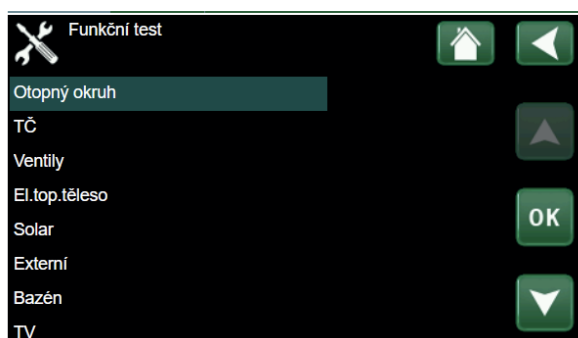 Funkční test
Otopný okruh
TČ
Ventily
El.top.těleso
Solar
OK
Externí
Bazén
TV